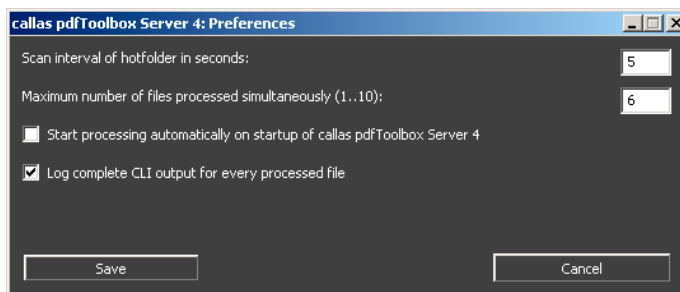 callas pdfToolbox Server 4: Preferences
Scan interval of hotfolder in seconds: 5
Maximum number of files processed simultaneously (1..10): 6
Start processing automatically on startup of callas pdfToolbox Server 4
Log complete CLI output for every processed file
Save Cancel